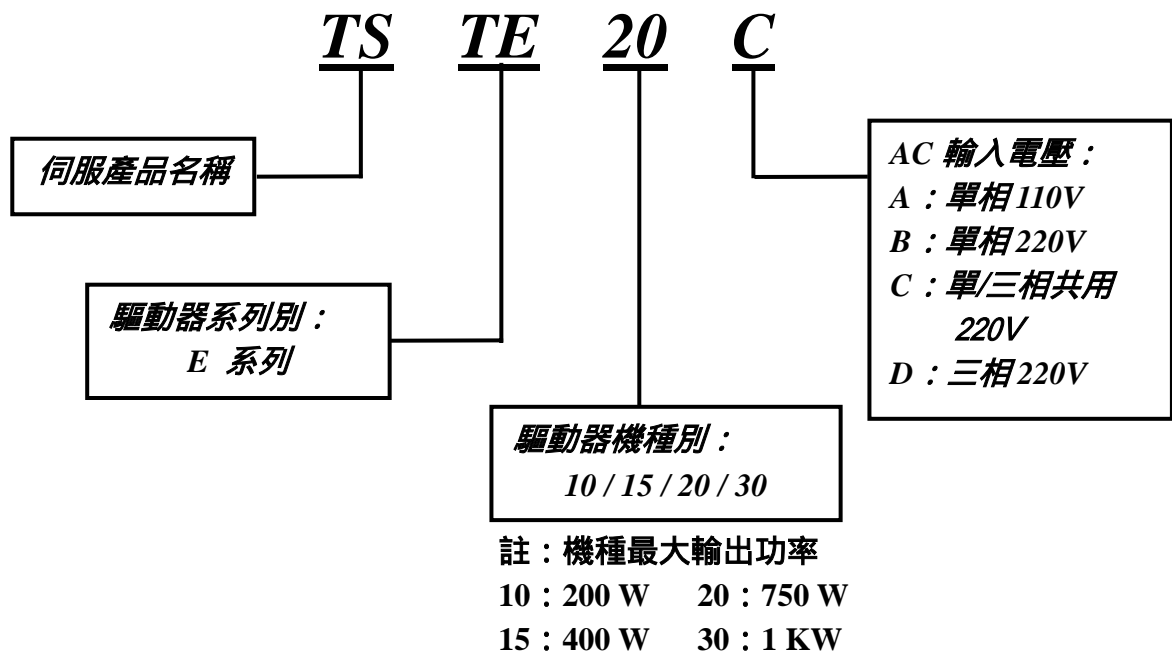 TS TE 20 C
伺服產品名稱
AC 輸入電壓：
A：單相 110V
B：單相 220V
C：單/三相共用
220V
D：三相 220V
驅動器系列別：
E 系列
驅動器機種別：
10 / 15 / 20 / 30
註：機種最大輸出功率
10：200 W 20：750 W
15：400 W 30：1 KW